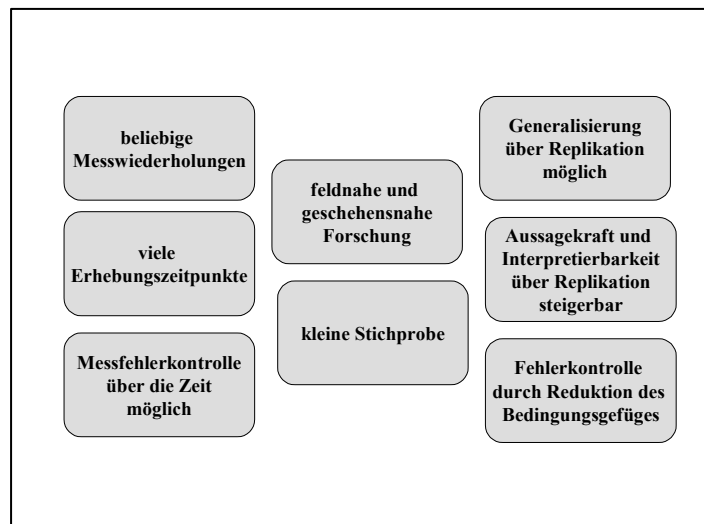 beliebige
Messwiederholungen
viele
Erhebungszeitpunkte
Messfehlerkontrolle
über die Zeit
möglich
feldnahe und
geschehensnahe
Forschung
kleine Stichprobe
Generalisierung
über Replikation
möglich
Aussagekraft und
Interpretierbarkeit
über Replikation
steigerbar
Fehlerkontrolle
durch Reduktion des
Bedingungsgefüges